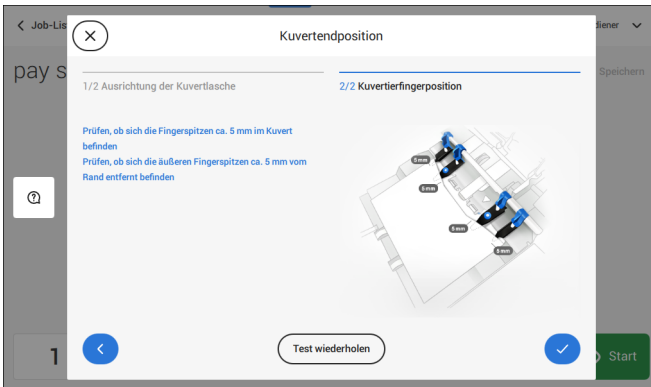 Job-Lis
Kuvertendposition
diener
pay s
Speichern
1/2 Ausrichtung der Kuvertlasche
2/2 Kuvertierfingerposition
Prüfen, ob sich die Fingerspitzen ca. 5 mm im Kuvert
befinden
Prüfen, ob sich die äußeren Fingerspitzen ca. 5 mm vom
Rand entfernt befinden
5 mm
5 mm
5 mm
5 mm
1
Test wiederholen
Start